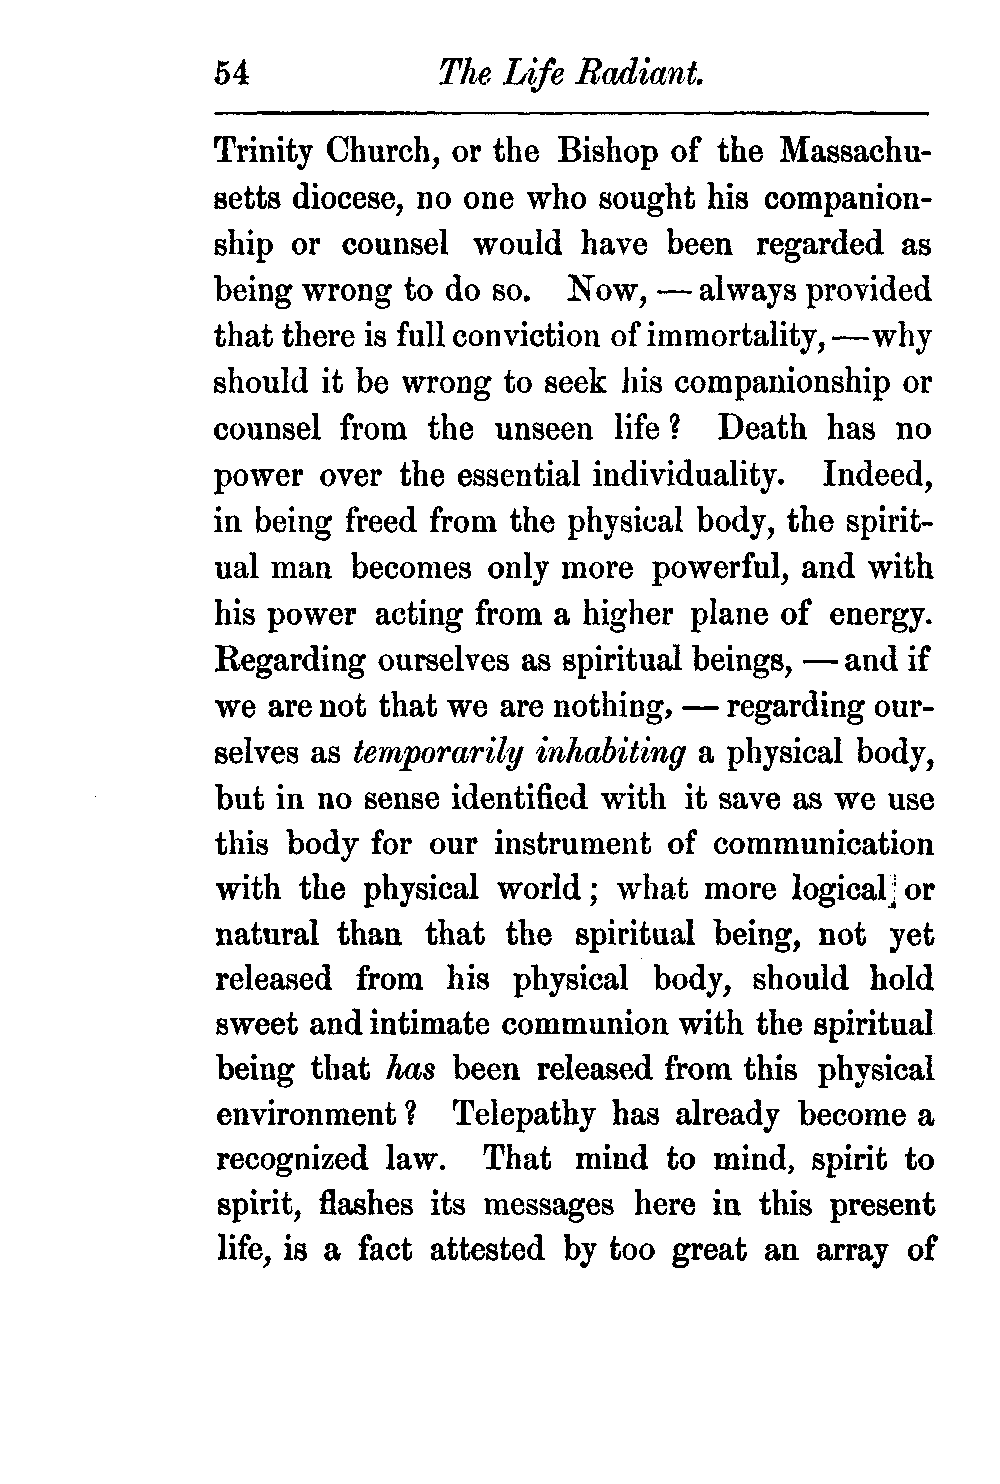 54 The Life Radiant.
Trinity Church, or the Bishop of the Massachu-
setts diocese, no one who sought his companion-
ship or counsel would have been regarded as
being wrong to do so. Now, — always provided
that there is full conviction of immortality, — why
should it be wrong to seek his companionship or
counsel from the unseen life ? Death has no
power over the essential individuality. Indeed,
in being freed from the physical body, the spirit-
ual man becomes only more powerful, and with
his power acting from a higher plane of energy.
Regarding ourselves as spiritual beings, — and if
we are not that we are nothing, — regarding our-
selves as temporarily inhabiting a physical body,
but in no sense identified with it save as we use
this body for our instrument of communication
with the physical world ; what more logical or
natural than that the spiritual being, not yet
released from his physical body, should hold
sweet and intimate communion with the spiritual
being that has been released from this physical
environment ? Telepathy has already become a
recognized law. That mind to mind, spirit to
spirit, flashes its messages here in this present
life, is a fact attested by too great an array of